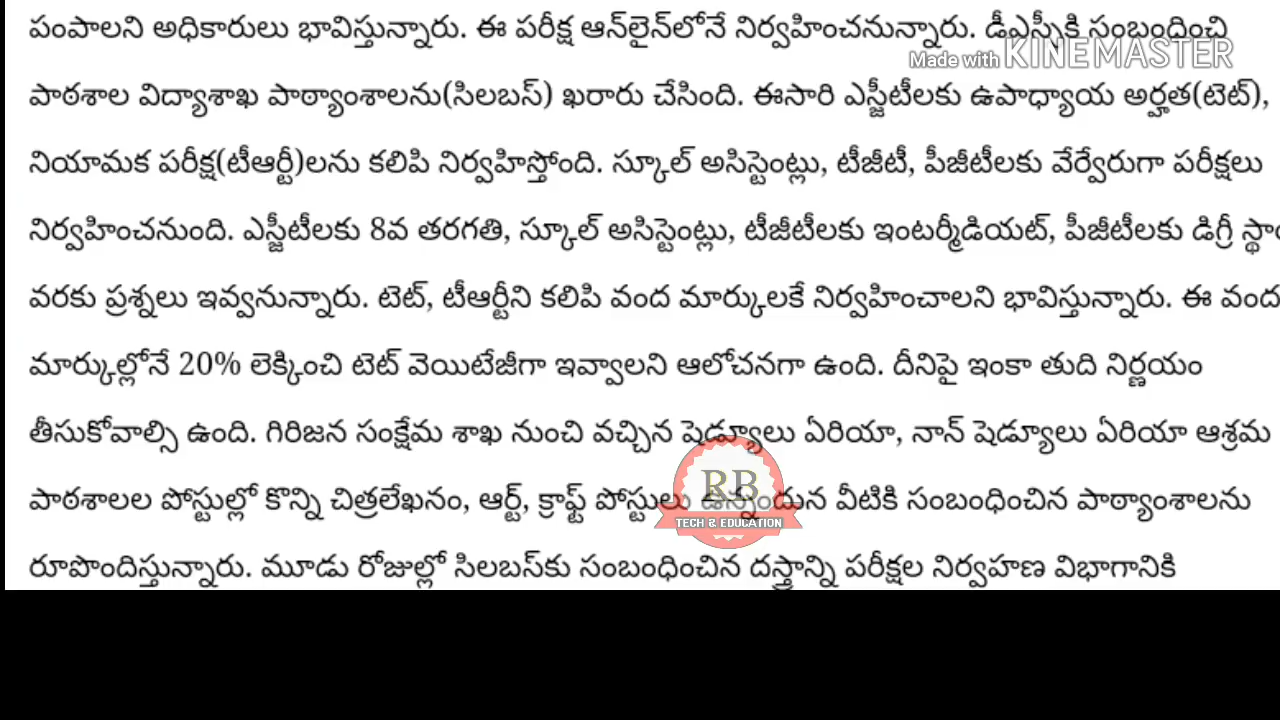 పంపాలని అధికారులు భావిస్తున్నారు. ఈ పరీక్ష ఆన్‌లైన్‌లోనే నిర్వహించనున్నారు. డీఎస్సీకి సంబంధించి
Made with KINEMASTER
పాఠశాల విద్యాశాఖ పాఠ్యాంశాలను(సిలబస్) ఖరారు చేసింది. ఈసారి ఎస్జీటీలకు ఉపాధ్యాయ అర్హత(టెట్),
నియామక పరీక్ష(టీఆర్టీ)లను కలిపి నిర్వహిస్తోంది. స్కూల్ అసిస్టెంట్లు, టీజీటీ, పీజీటీలకు వేర్వేరుగా పరీక్షలు
నిర్వహించనుంది. ఎస్జీటీలకు 8వ తరగతి, స్కూల్ అసిస్టెంట్లు, టీజీటీలకు ఇంటర్మీడియట్, పీజీటీలకు డిగ్రీ
వరకు ప్రశ్నలు ఇవ్వనున్నారు. టెట్, టీఆర్టీని కలిపి వంద మార్కులకే నిర్వహించాలని భావిస్తున్నారు. ఈ వంద
మార్కుల్లోనే 20% లెక్కించి టెట్ వెయిటేజీగా ఇవ్వాలని ఆలోచనగా ఉంది. దీనిపై ఇంకా తుది నిర్ణయం
తీసుకోవాల్సి ఉంది. గిరిజన సంక్షేమ శాఖ నుంచి వచ్చిన షెడ్యూలు ఏరియా, నాన్ షెడ్యూలు ఏరియా ఆశ్రమ
పాఠశాలల పోస్టుల్లో కొన్ని చిత్రలేఖనం, ఆర్ట్, క్రాఫ్ట్ పోస్టులు ఉన్నందున వీటికి సంబంధించిన పాఠ్యాంశాలను
RB
TECH & EDUCATION
రూపొందిస్తున్నారు. మూడు రోజుల్లో సిలబస్‌కు సంబంధించిన దస్త్రాన్ని పరీక్షల నిర్వహణ విభాగానికి